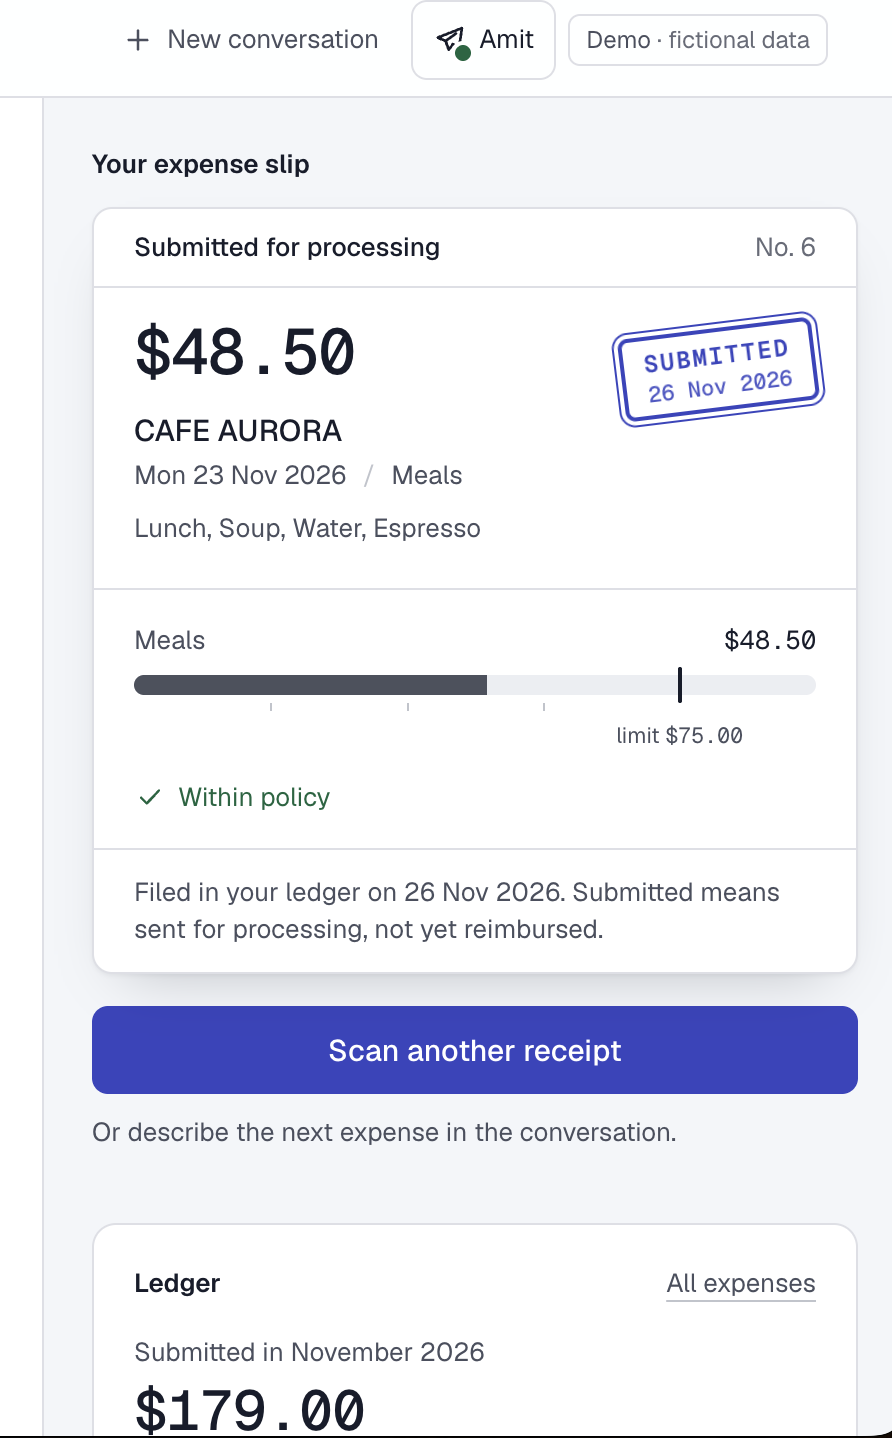 New conversation
Amit
Demo · fictional data
Your expense slip
Submitted for processing
No. 6
$48.50
SUBMITTED
26 Nov 2026
CAFE AURORA
Mon 23 Nov 2026 / Meals
Lunch, Soup, Water, Espresso
Meals
$48.50
limit $75.00
Within policy
Filed in your ledger on 26 Nov 2026. Submitted means
sent for processing, not yet reimbursed.
Scan another receipt
Or describe the next expense in the conversation.
Ledger
All expenses
Submitted in November 2026
$179.00